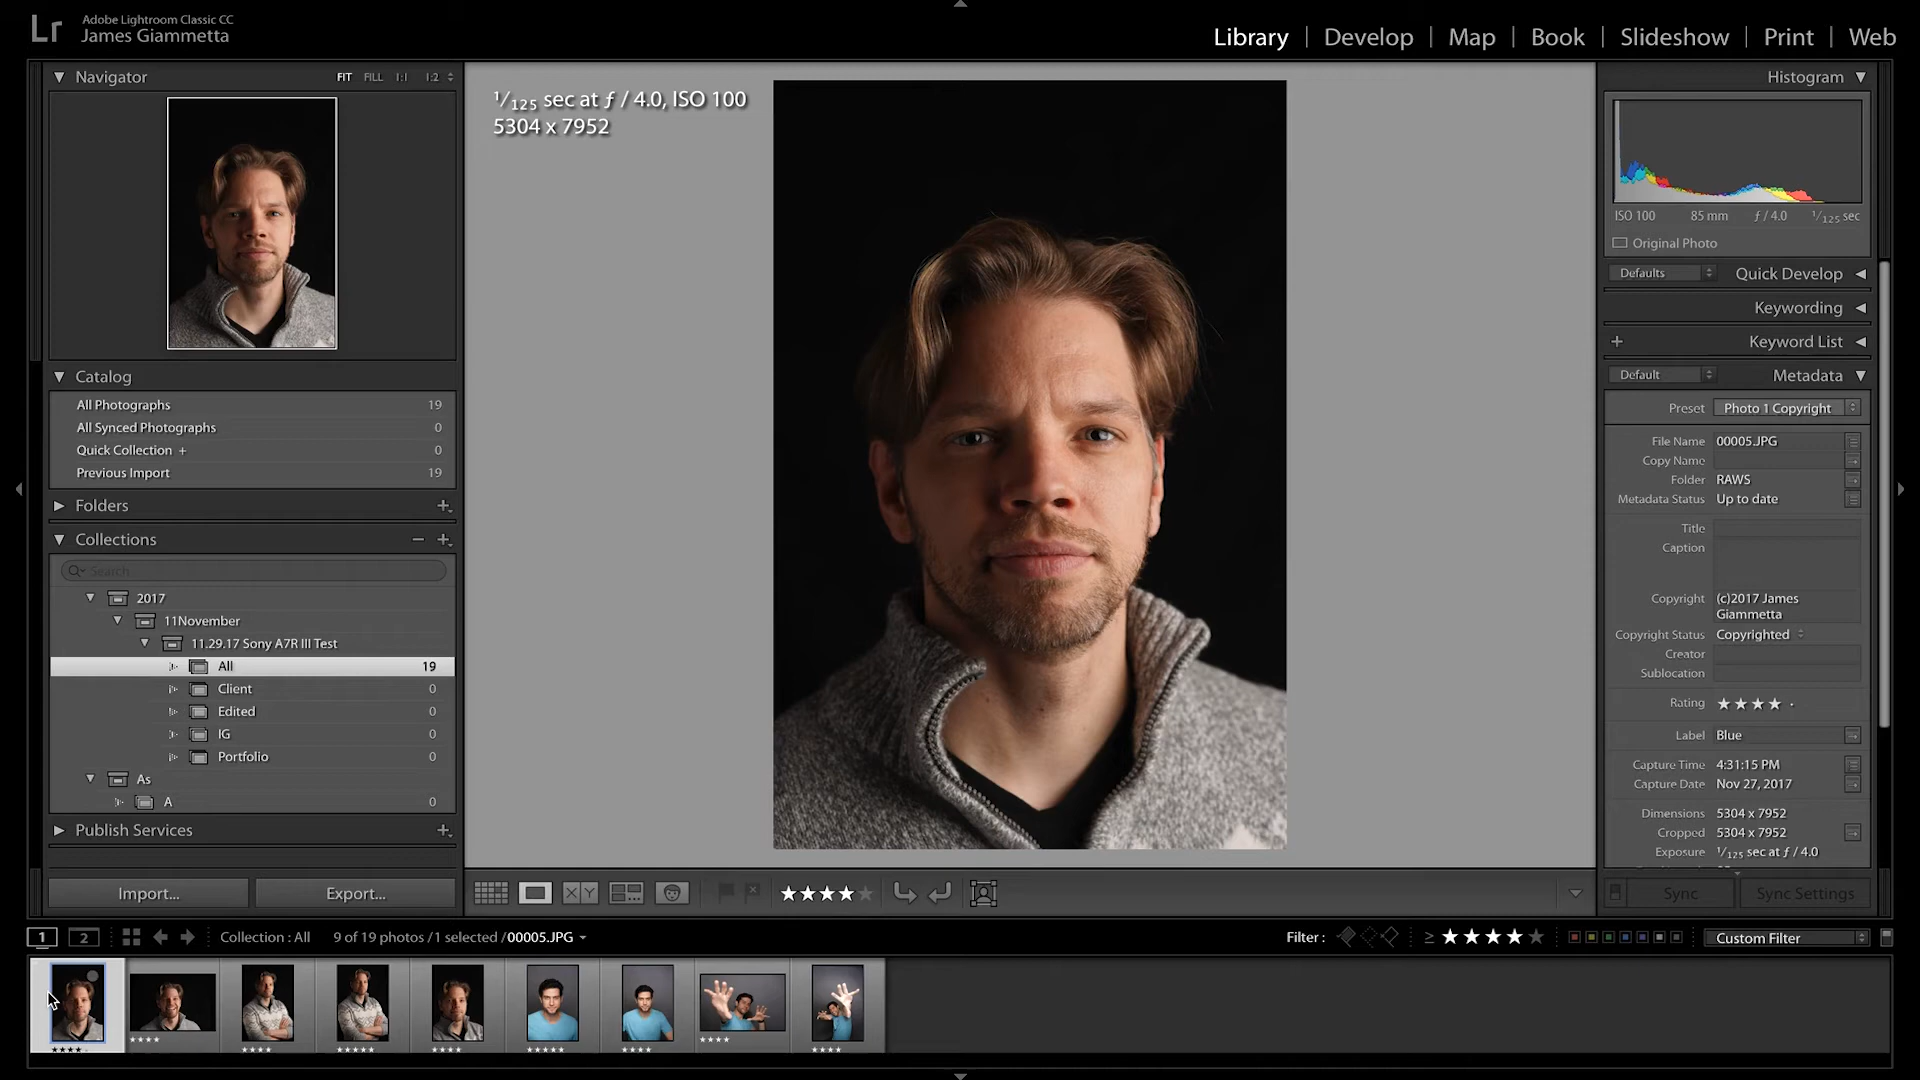 Lr
Adobe Lightroom Classic CC
James Giammetta
Library | Develop | Map | Book | Slideshow | Print | Web
Navigator FIT FILL 1:1 1:2
1/125 sec at ƒ / 4.0, ISO 100
5304 x 7952
Catalog
All Photographs 19
All Synced Photographs 0
Quick Collection + 0
Previous Import 19
Folders
Collections
Search
2017
11November
11.29.17 Sony A7R III Test
All 19
Client 0
Edited 0
IG 0
Portfolio 0
As
A 0
Publish Services
Import...
Export...
Histogram
ISO 100 85 mm ƒ / 4.0 1/125 sec
Original Photo
Defaults Quick Develop
Keywording
Keyword List
Default Metadata
Preset Photo 1 Copyright
File Name 00005.JPG
Copy Name
Folder RAWS
Metadata Status Up to date
Title
Caption
Copyright (c)2017 James
Giammetta
Copyright Status Copyrighted
Creator
Sublocation
Rating ★★★★ ·
Label Blue
Capture Time 4:31:15 PM
Capture Date Nov 27, 2017
Dimensions 5304 x 7952
Cropped 5304 x 7952
Exposure 1/125 sec at ƒ / 4.0
Sync Sync Settings
X Y
1 2 Collection : All 9 of 19 photos / 1 selected / 00005.JPG
Filter : ≥ ★★★★★ Custom Filter